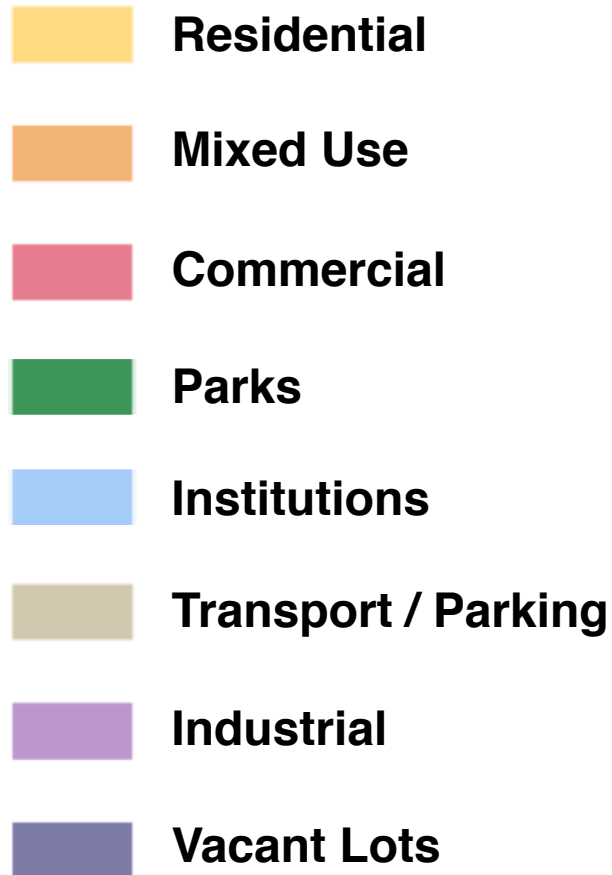 Residential
Mixed Use
Commercial
Parks
Institutions
Transport / Parking
Industrial
Vacant Lots